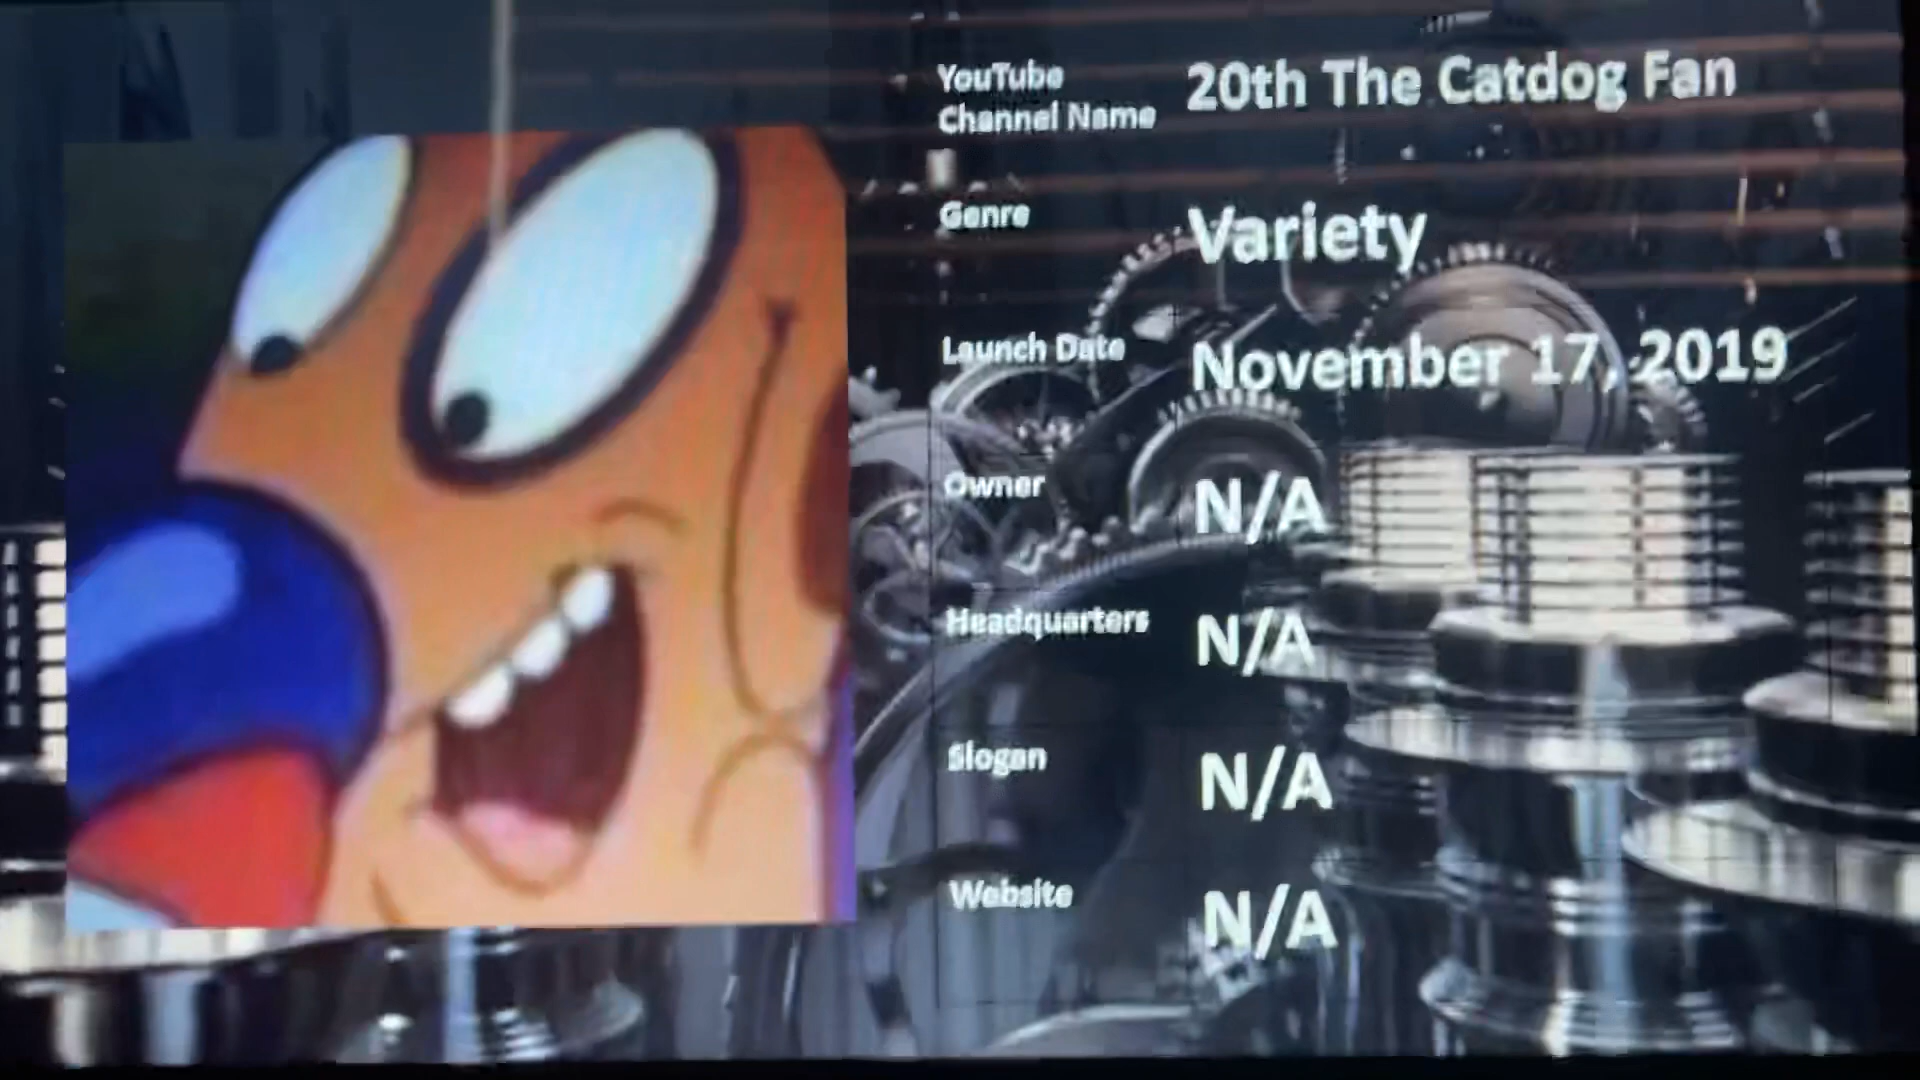 YouTube
Channel Name
20th The Catdog Fan
Genre
Variety
Launch Date
November 17, 2019
Owner
N/A
Headquarters
N/A
Slogan
N/A
Website
N/A